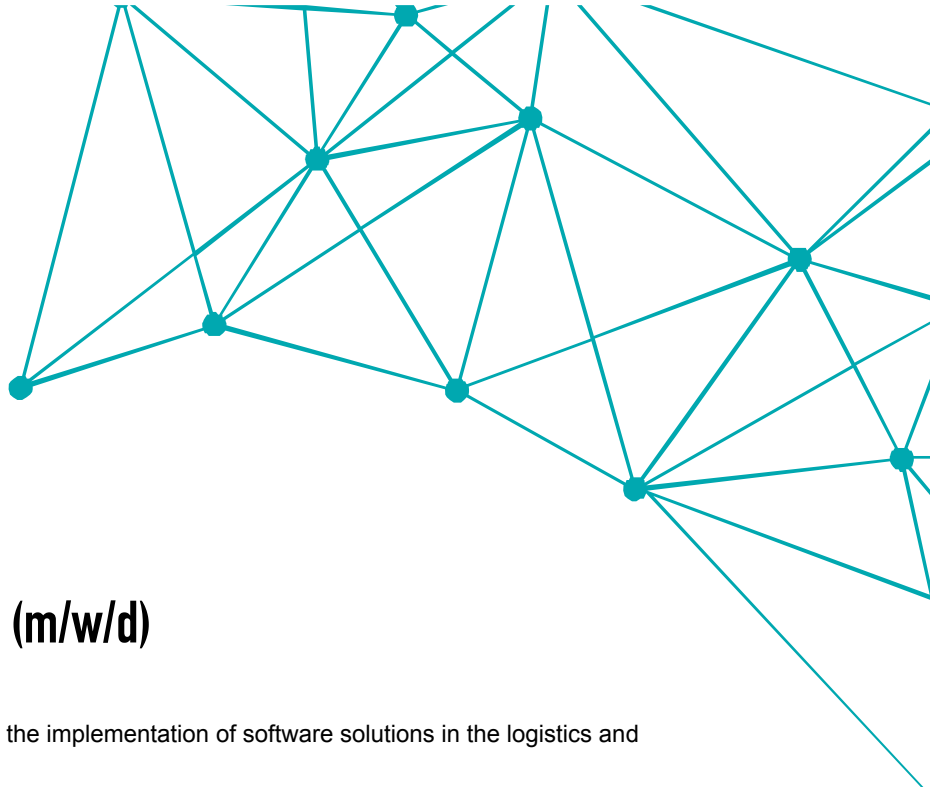 (m/w/d)
the implementation of software solutions in the logistics and